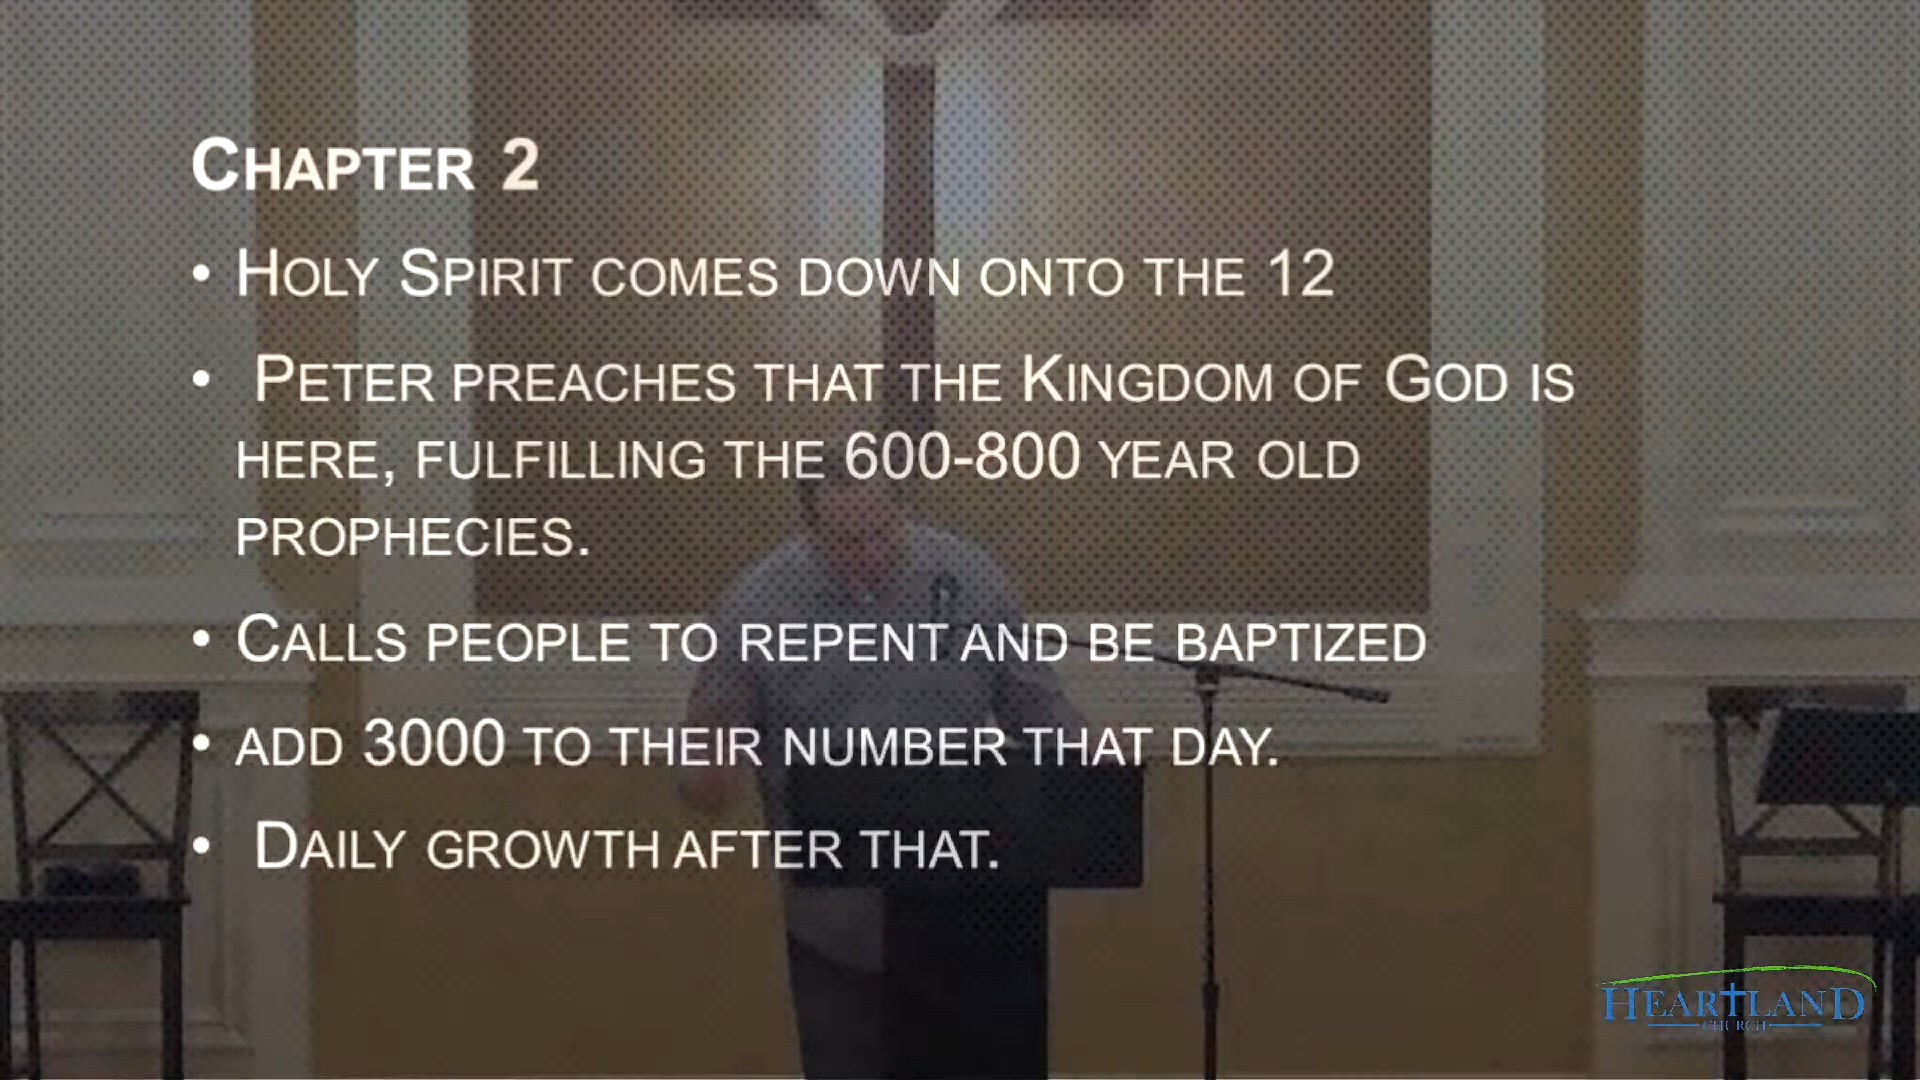 CHAPTER 2
• HOLY SPIRIT COMES DOWN ONTO THE 12
• PETER PREACHES THAT THE KINGDOM OF GOD IS
HERE, FULFILLING THE 600-800 YEAR OLD
PROPHECIES.
• CALLS PEOPLE TO REPENT AND BE BAPTIZED
• ADD 3000 TO THEIR NUMBER THAT DAY.
• DAILY GROWTH AFTER THAT.
HEARTLAND
CHURCH